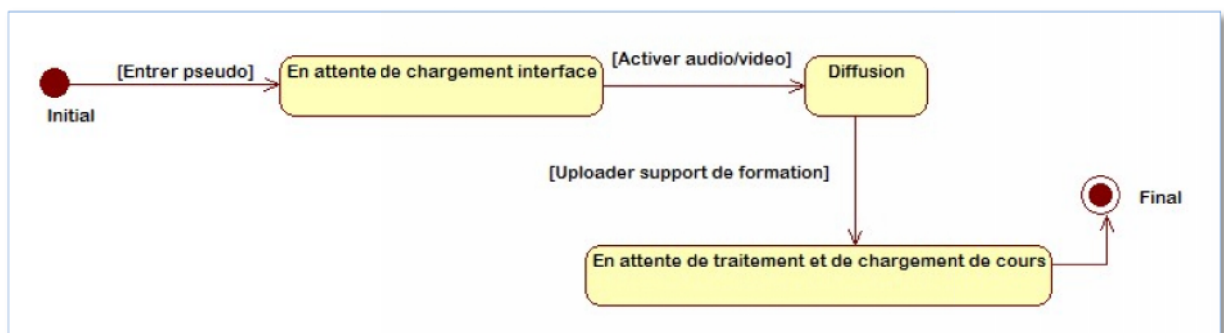 [Entrer pseudo]
En attente de chargement interface
[Activer audio/video]
Diffusion
Initial
[Uploader support de formation]
Final
En attente de traitement et de chargement de cours